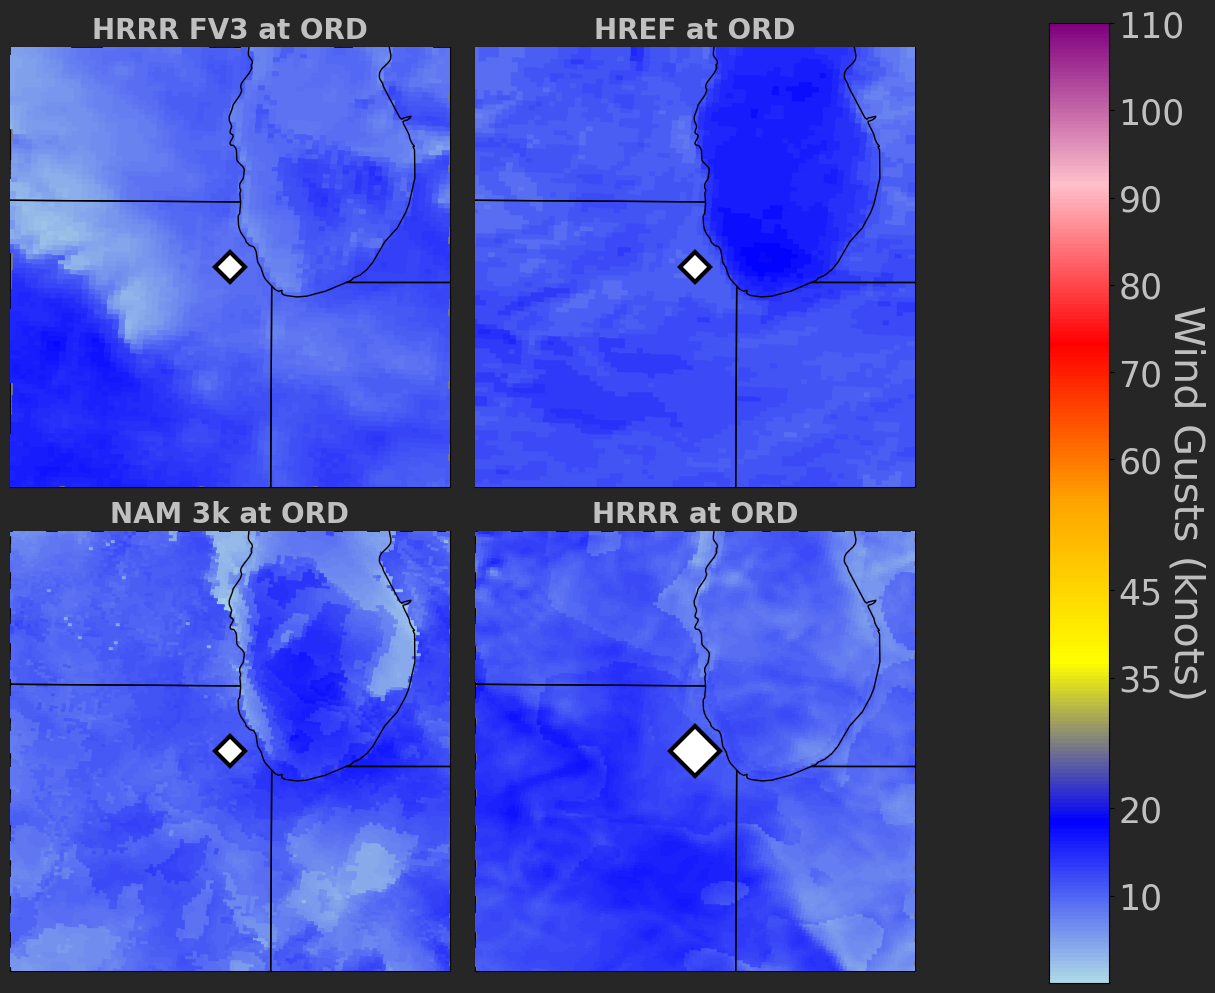 HRRR FV3 at ORD
HREF at ORD
NAM 3k at ORD
HRRR at ORD
110
100
90
80
70
60
45
35
20
10
Wind Gusts (knots)